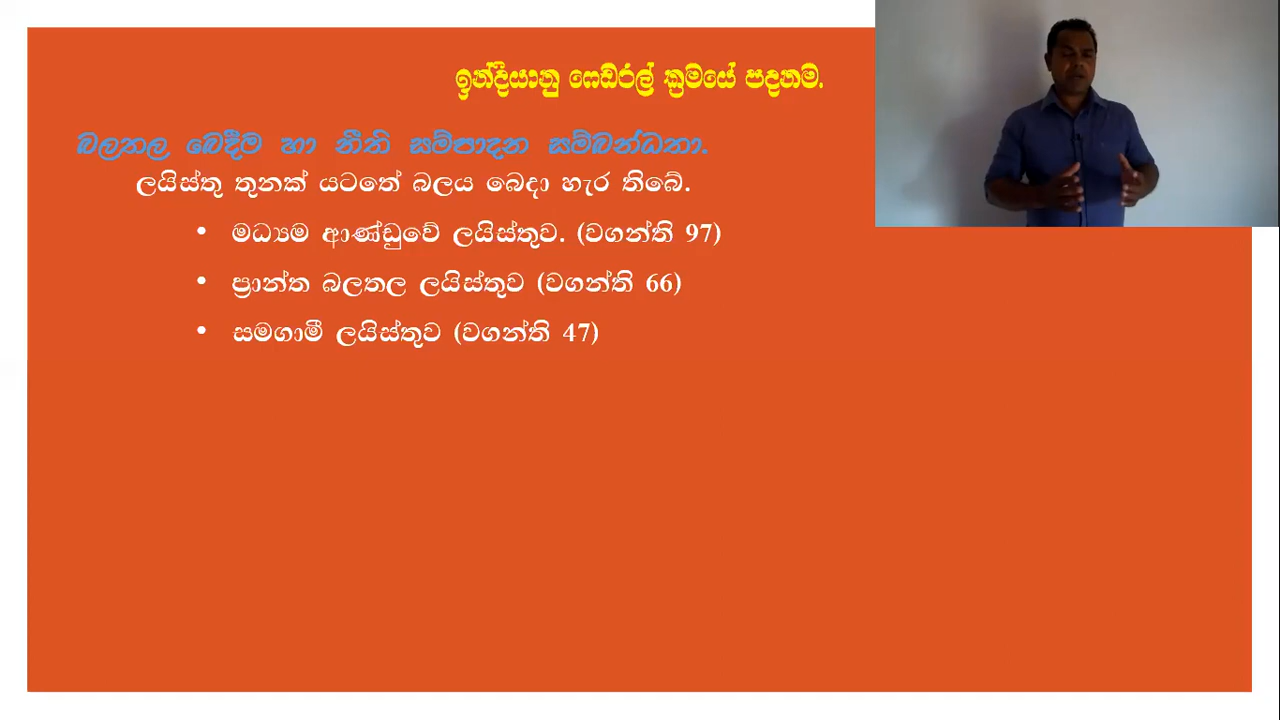 ඉන්දියානු ෆෙඩරල් ක්‍රමයේ පදනම.
බලතල බෙදීම හා නීති සම්පාදන සම්බන්ධතා.
ලයිස්තු තුනක් යටතේ බලය බෙදා හැර තිබේ.
• මධ්‍යම ආණ්ඩුවේ ලයිස්තුව. (වගන්ති 97)
• ප්‍රාන්ත බලතල ලයිස්තුව (වගන්ති 66)
• සමගාමී ලයිස්තුව (වගන්ති 47)